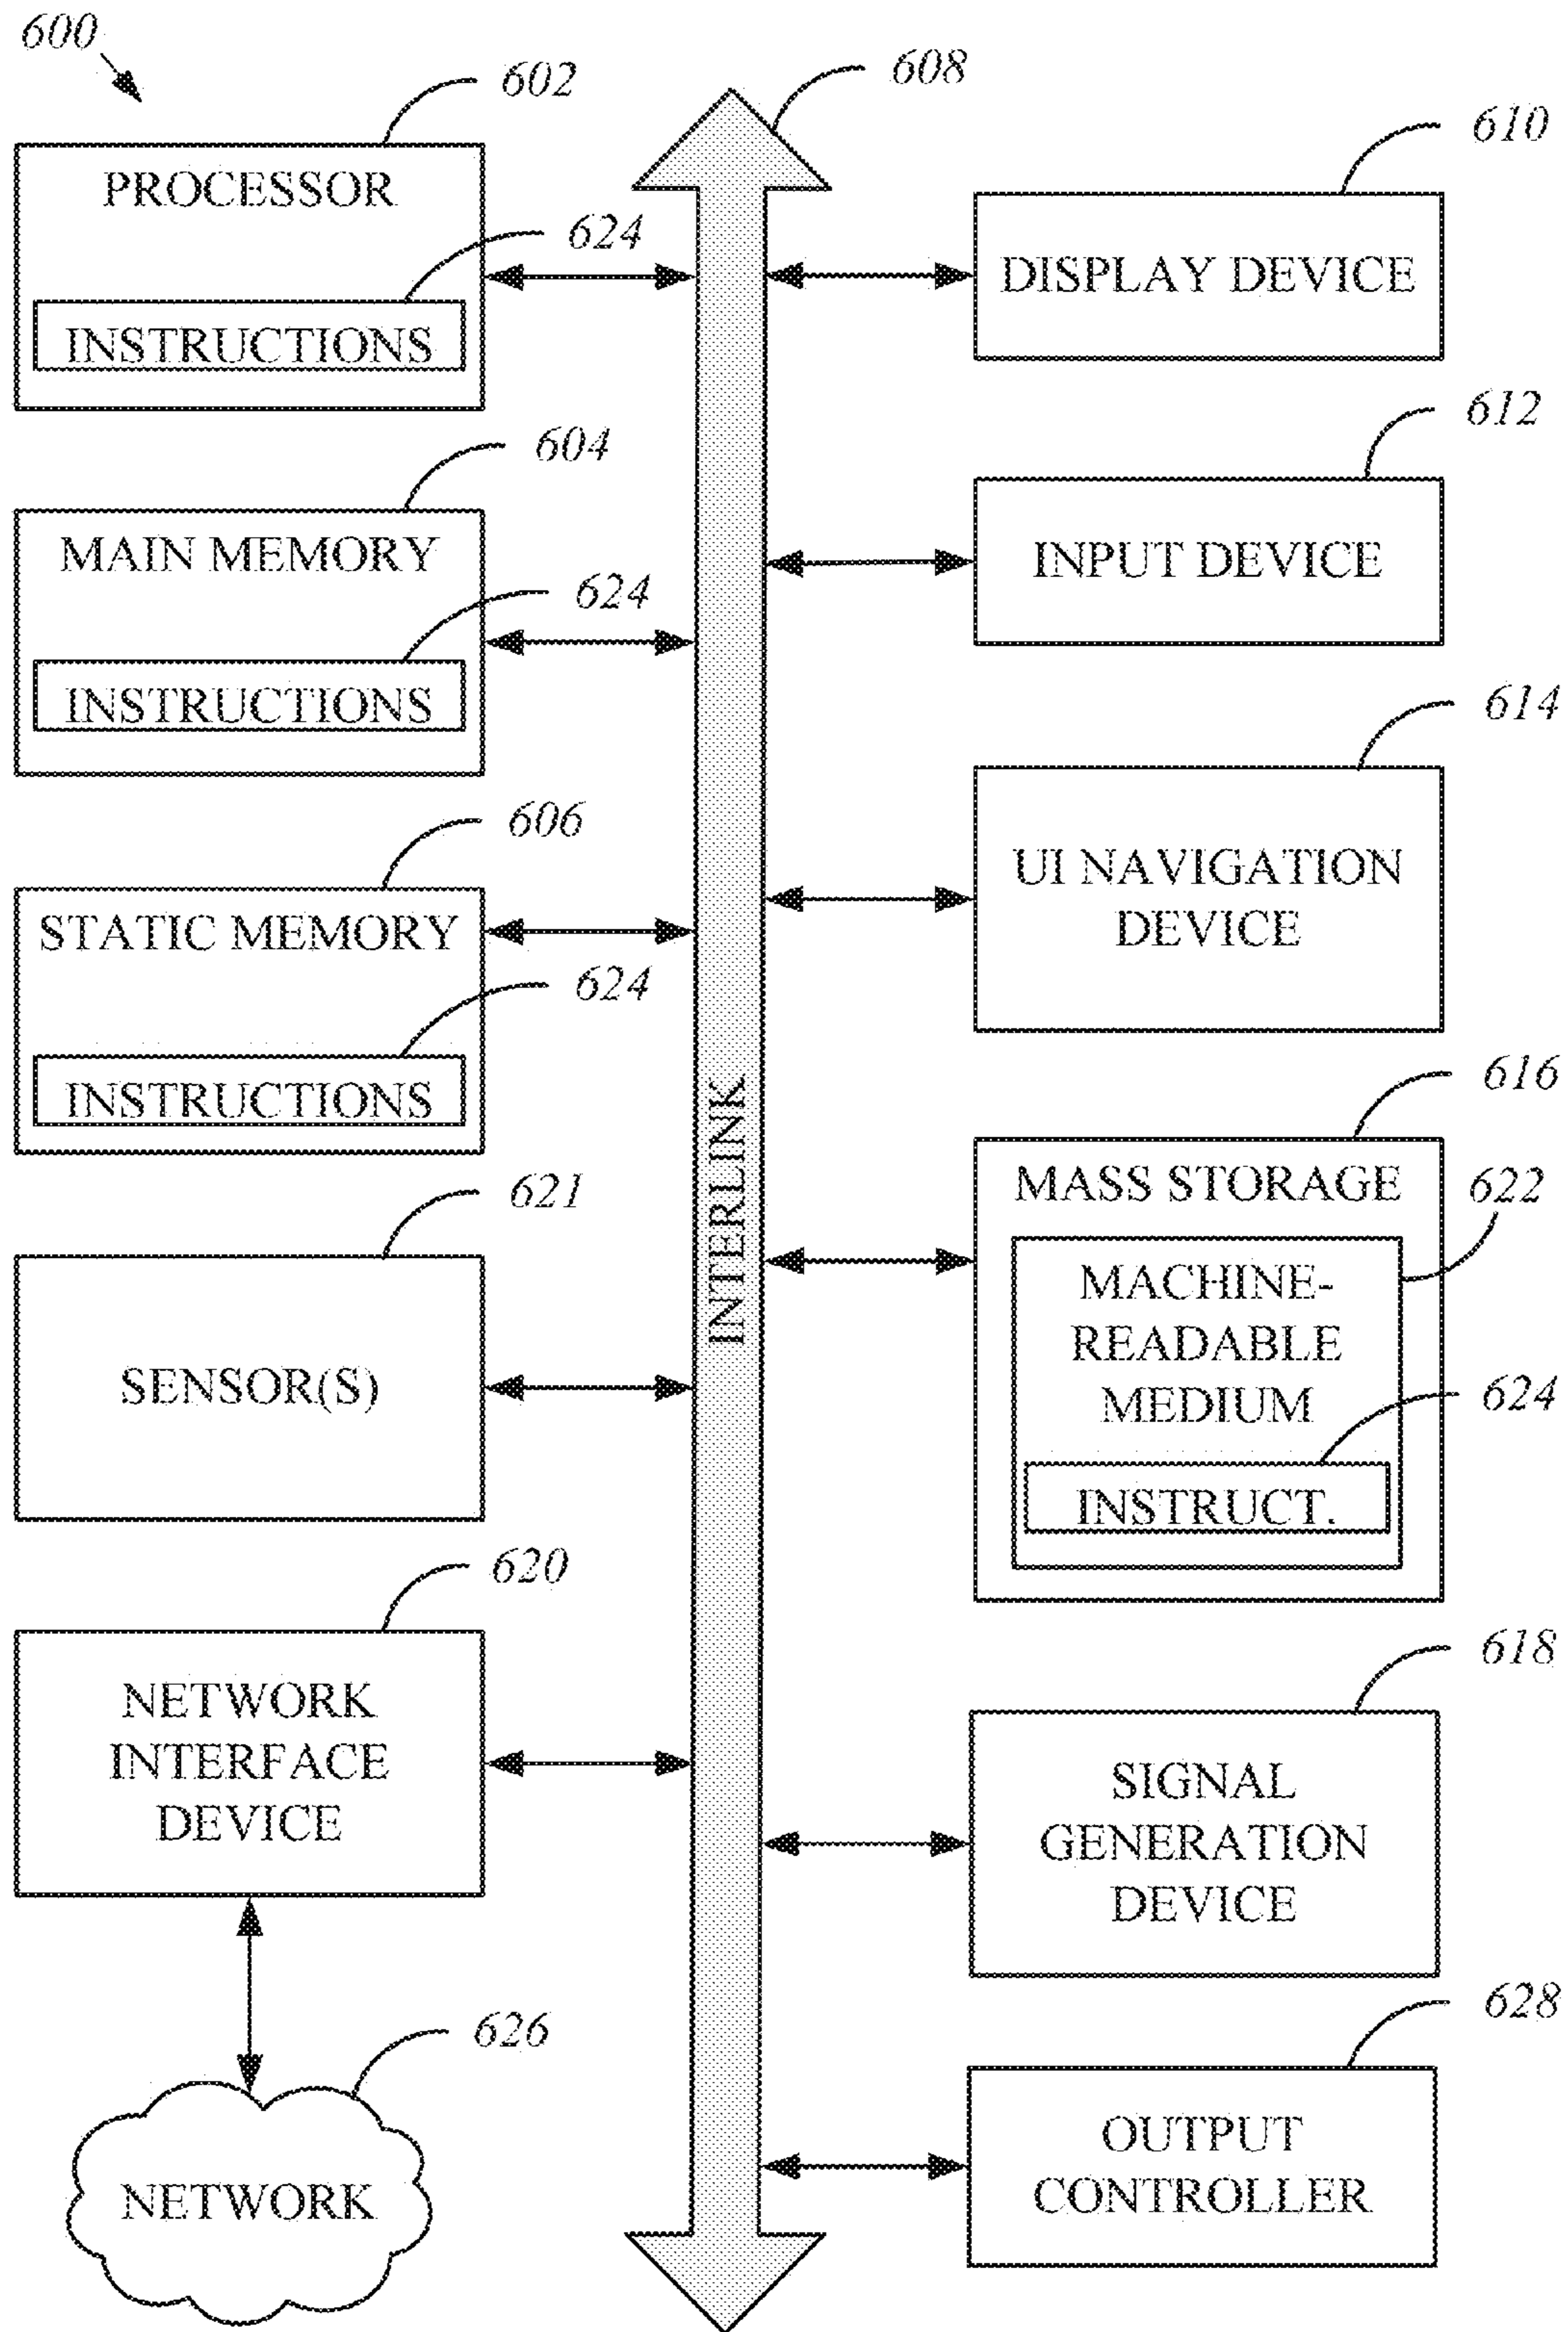 600
602
PROCESSOR
624
INSTRUCTIONS
604
MAIN MEMORY
624
INSTRUCTIONS
606
STATIC MEMORY
624
INSTRUCTIONS
621
SENSOR(S)
620
NETWORK
INTERFACE
DEVICE
626
NETWORK
608
INTERLINK
610
DISPLAY DEVICE
612
INPUT DEVICE
614
UI NAVIGATION
DEVICE
616
MASS STORAGE
622
MACHINE-
READABLE
MEDIUM
624
INSTRUCT.
618
SIGNAL
GENERATION
DEVICE
628
OUTPUT
CONTROLLER